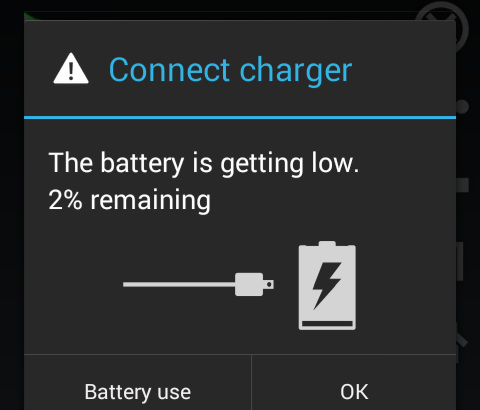 Connect charger
The battery is getting low.
2% remaining
Battery use
OK